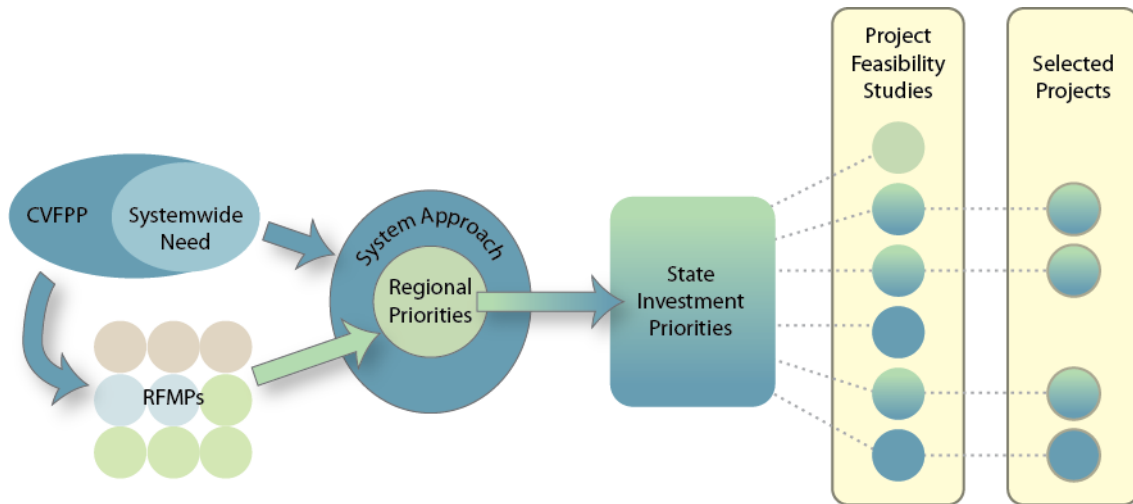 CVFPP
Systemwide
Need
RFMPs
System Approach
Regional
Priorities
State
Investment
Priorities
Project
Feasibility
Studies
Selected
Projects